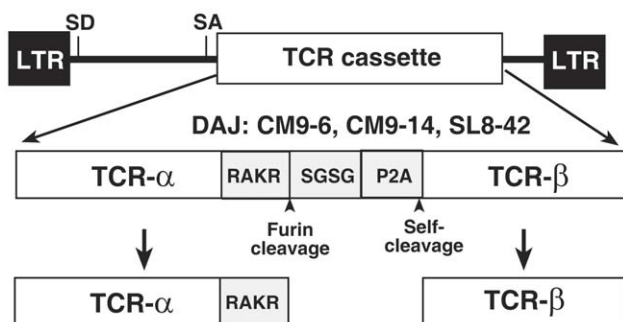 SD SA
LTR TCR cassette LTR
DAJ: CM9-6, CM9-14, SL8-42
TCR-α RAKR SGSG P2A TCR-β
Furin cleavage
Self-cleavage
TCR-α RAKR TCR-β